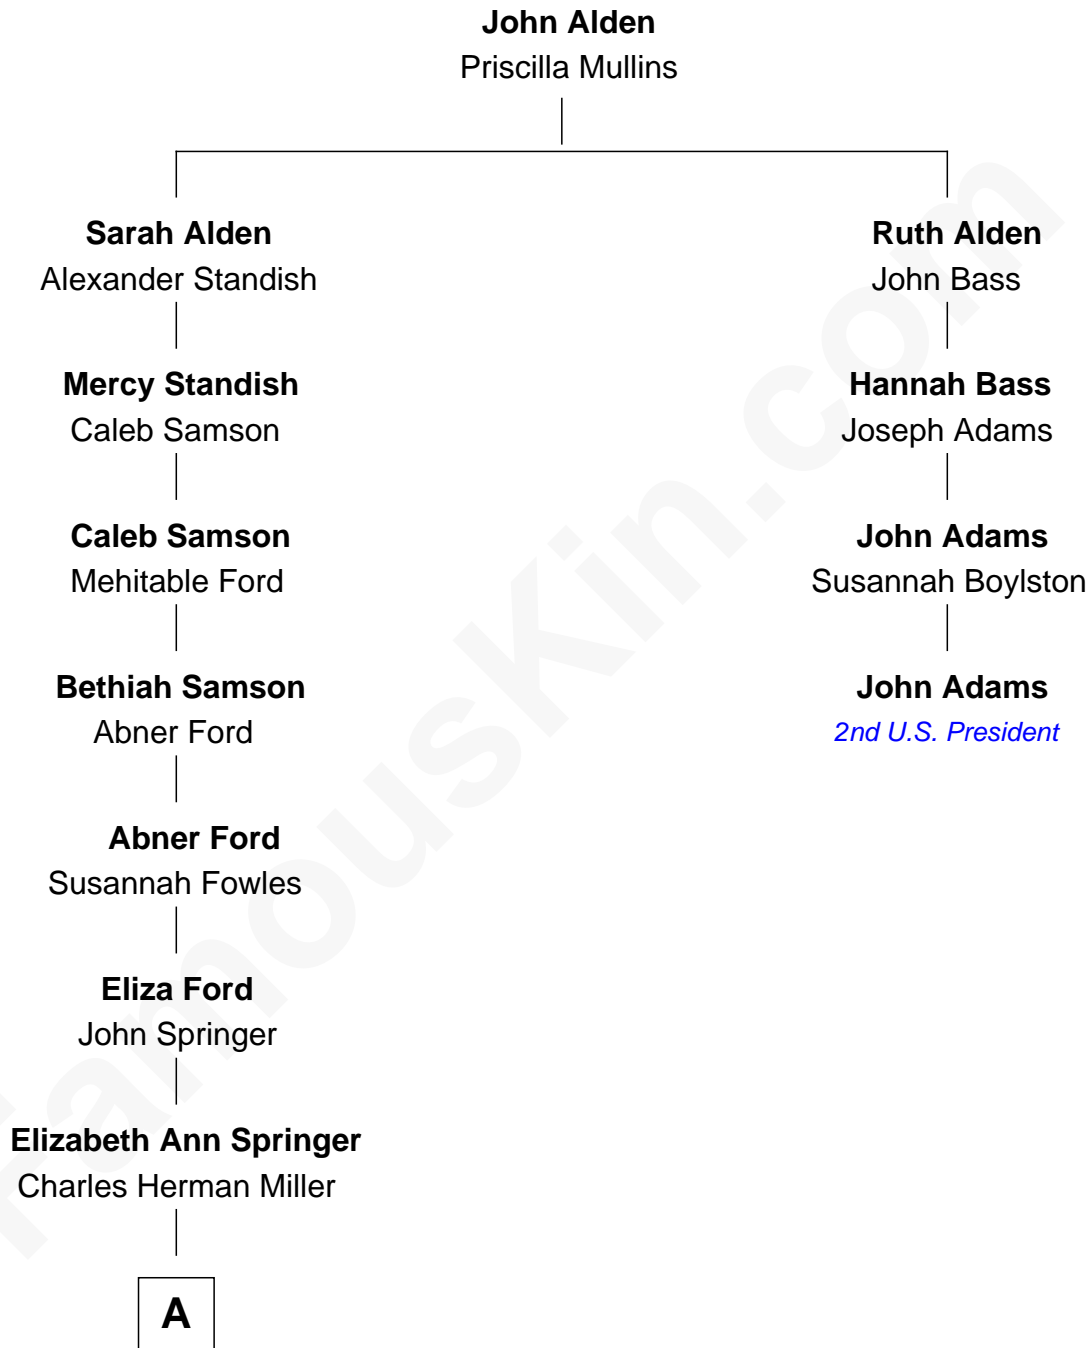 John Alden
Priscilla Mullins
Sarah Alden
Alexander Standish
Ruth Alden
John Bass
Mercy Standish
Caleb Samson
Hannah Bass
Joseph Adams
Caleb Samson
Mehitable Ford
John Adams
Susannah Boylston
Bethiah Samson
Abner Ford
John Adams
2nd U.S. President
Abner Ford
Susannah Fowles
Eliza Ford
John Springer
Elizabeth Ann Springer
Charles Herman Miller
A
FamousKin.com